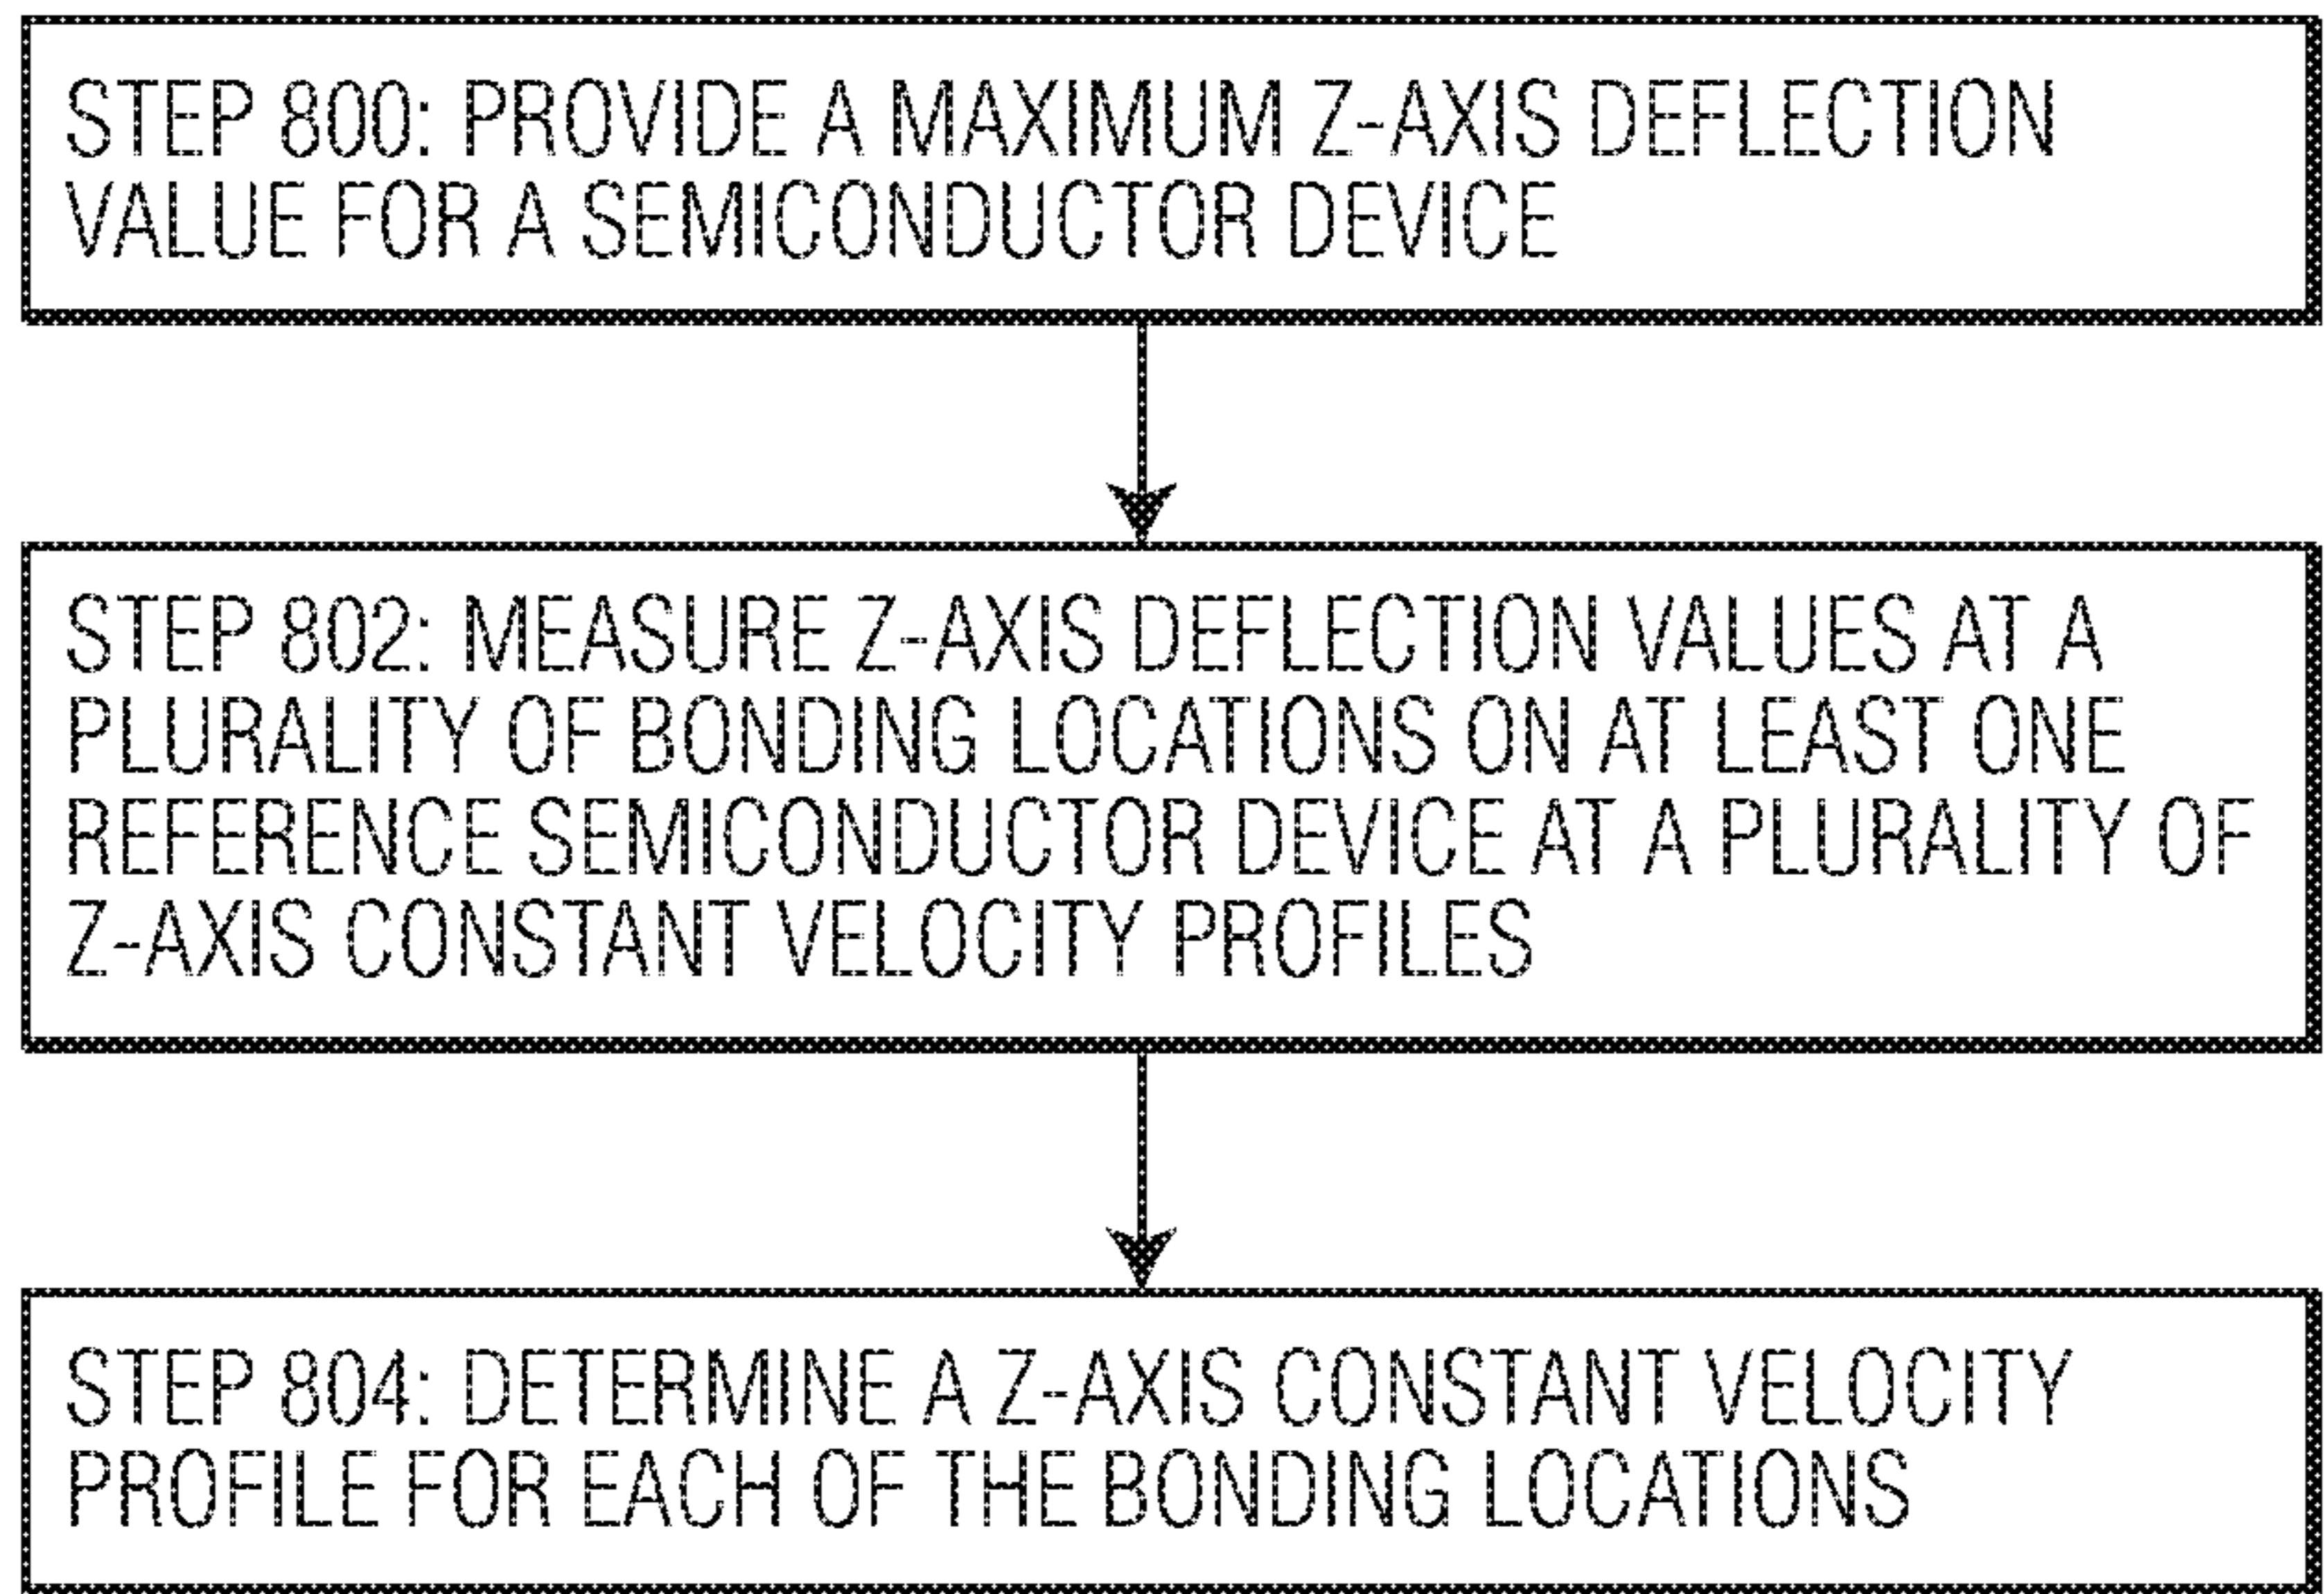 STEP 800: PROVIDE A MAXIMUM Z-AXIS DEFLECTION
VALUE FOR A SEMICONDUCTOR DEVICE
STEP 802: MEASURE Z-AXIS DEFLECTION VALUES AT A
PLURALITY OF BONDING LOCATIONS ON AT LEAST ONE
REFERENCE SEMICONDUCTOR DEVICE AT A PLURALITY OF
Z-AXIS CONSTANT VELOCITY PROFILES
STEP 804: DETERMINE A Z-AXIS CONSTANT VELOCITY
PROFILE FOR EACH OF THE BONDING LOCATIONS